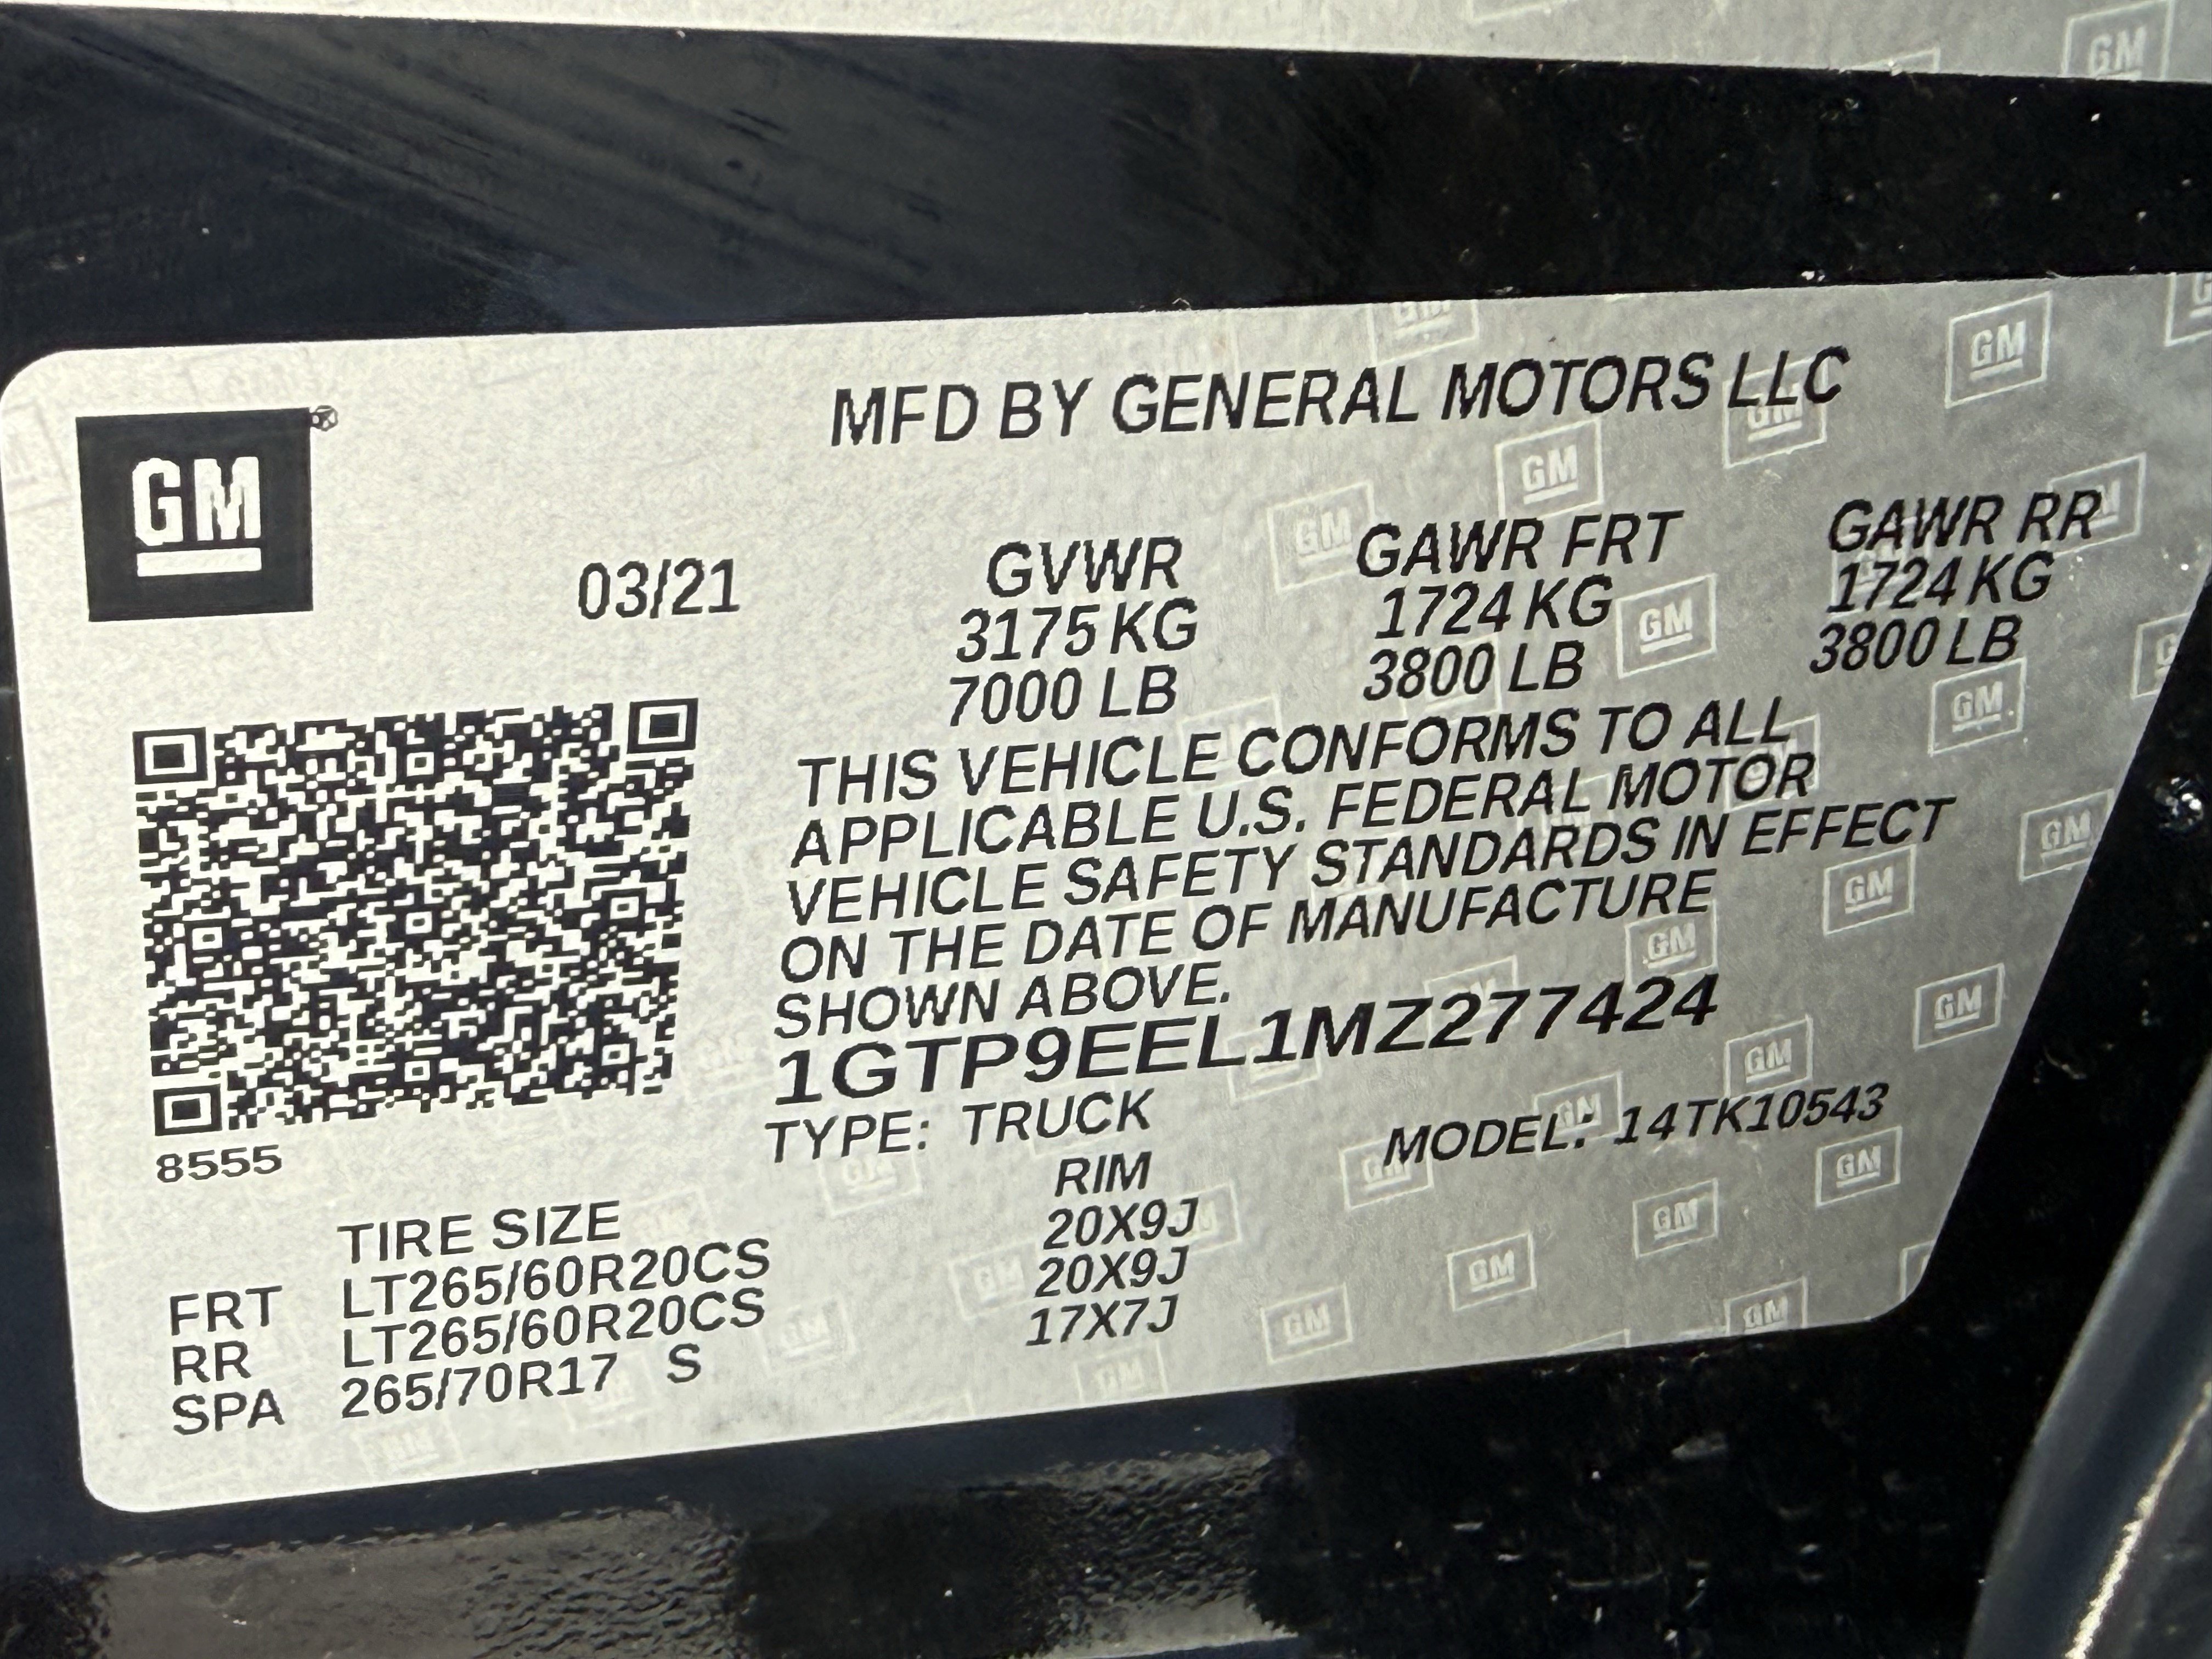 GM
MFD BY GENERAL MOTORS LLC
03/21
GVWR GAWR FRT GAWR RR
3175 KG 1724 KG 1724 KG
7000 LB 3800 LB 3800 LB
THIS VEHICLE CONFORMS TO ALL
APPLICABLE U.S. FEDERAL MOTOR
VEHICLE SAFETY STANDARDS IN EFFECT
ON THE DATE OF MANUFACTURE
SHOWN ABOVE.
1GTP9EEL1MZ277424
TYPE: TRUCK MODEL: 14TK10543
8555
TIRE SIZE RIM
FRT LT265/60R20CS 20X9J
RR LT265/60R20CS 20X9J
SPA 265/70R17 S 17X7J